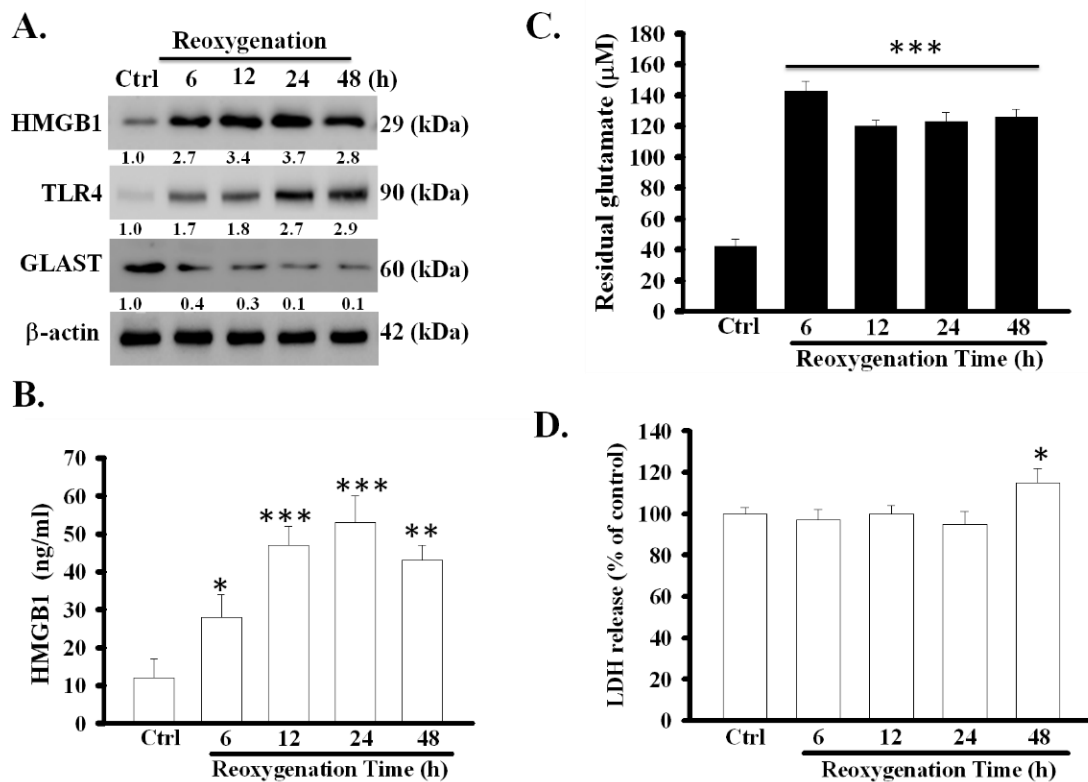 A.
Reoxygenation
Ctrl 6 12 24 48 (h)
HMGB1 29 (kDa)
1.0 2.7 3.4 3.7 2.8
TLR4 90 (kDa)
1.0 1.7 1.8 2.7 2.9
GLAST 60 (kDa)
1.0 0.4 0.3 0.1 0.1
β-actin 42 (kDa)
B.
HMGB1 (ng/ml)
70
60
50
40
30
20
10
0
*
***
***
**
Ctrl 6 12 24 48
Reoxygenation Time (h)
C.
Residual glutamate (μM)
180
160
140
120
100
80
60
40
20
0
***
Ctrl 6 12 24 48
Reoxygenation Time (h)
D.
LDH release (% of control)
140
120
100
80
60
40
20
0
*
Ctrl 6 12 24 48
Reoxygenation Time (h)